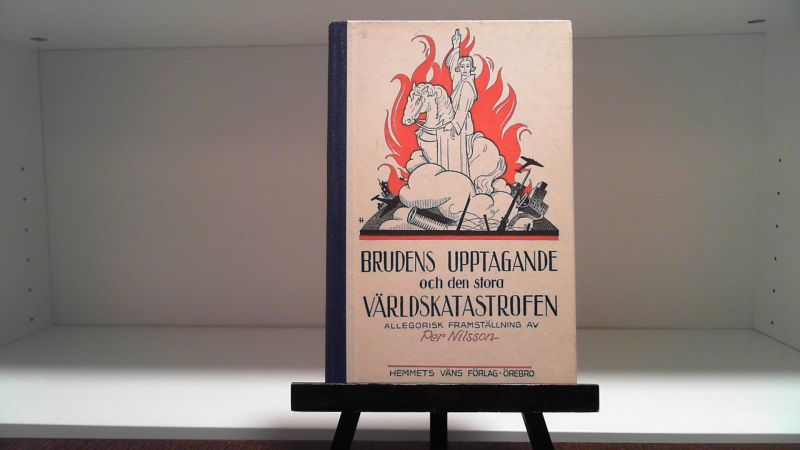 H
BRUDENS UPPTAGANDE
och den stora
VÄRLDSKATASTROFEN
ALLEGORISK FRAMSTÄLLNING AV
Per Nilsson
HEMMETS VÄNS FÖRLAG · ÖREBRO